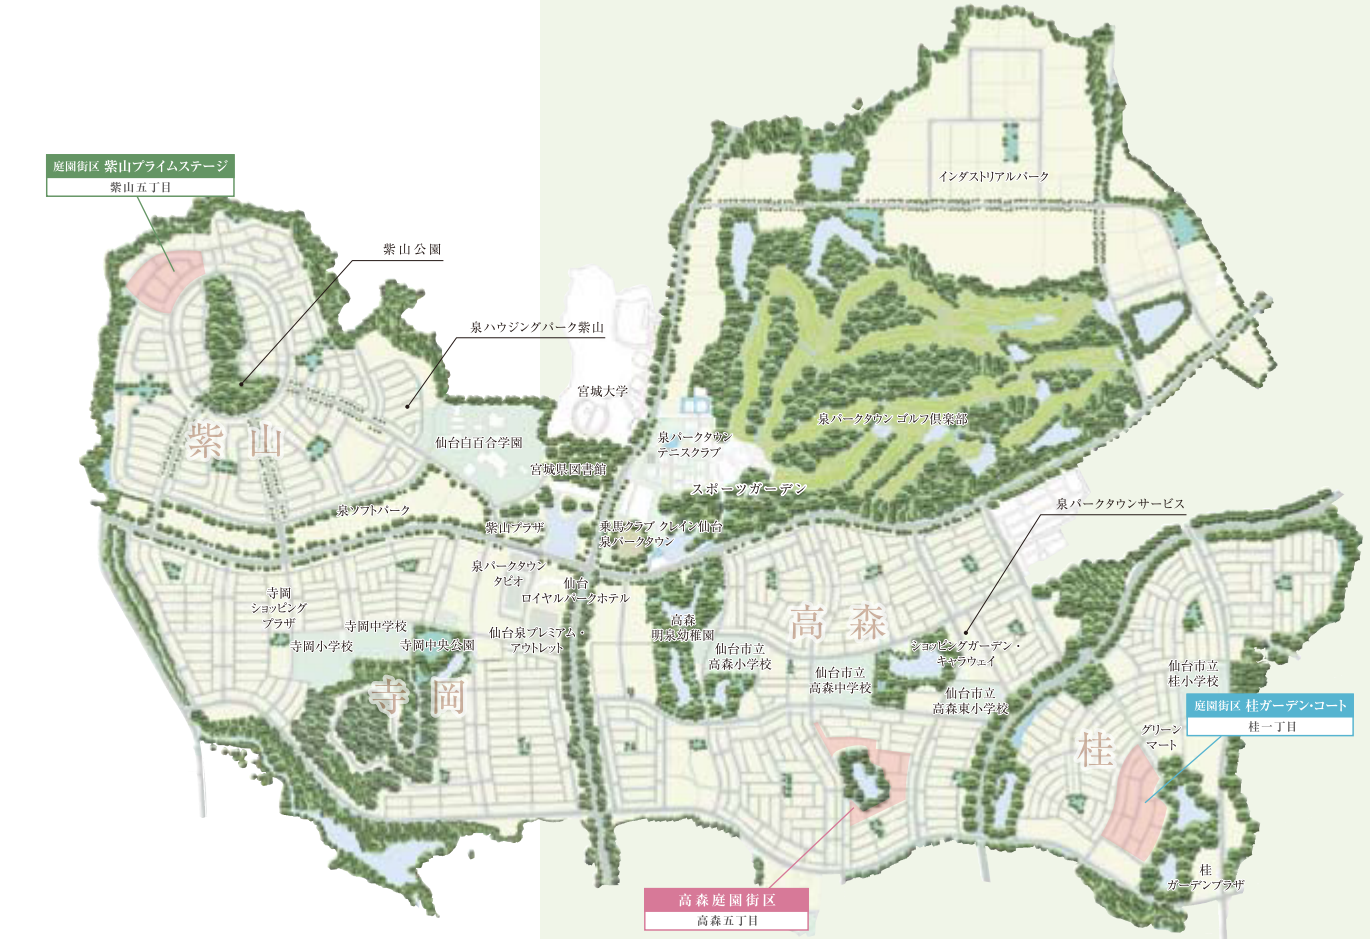 インダストリアルパーク
庭園街区 紫山プライムステージ
紫山五丁目
紫山公園
泉ハウジングパーク紫山
宮城大学
泉パークタウン ゴルフ倶楽部
紫山
仙台白百合学園
泉パークタウン
テニスクラブ
宮城県図書館
スポーツガーデン
泉パークタウンサービス
泉ソフトパーク
紫山プラザ
乗馬クラブ クレイン仙台
泉パークタウン
泉パークタウン
タピオ
仙台
ロイヤルパークホテル
寺岡
ショッピング
プラザ
寺岡中学校
寺岡小学校
寺岡中央公園
仙台泉プレミアム・
アウトレット
高森
明泉幼稚園
高森
仙台市立
高森小学校
ショッピングガーデン・
キャラウェイ
仙台市立
高森中学校
仙台市立
桂小学校
仙台市立
高森東小学校
寺岡
庭園街区 桂ガーデン・コート
桂一丁目
グリーン
マート
桂
桂
ガーデンプラザ
高森庭園街区
高森五丁目